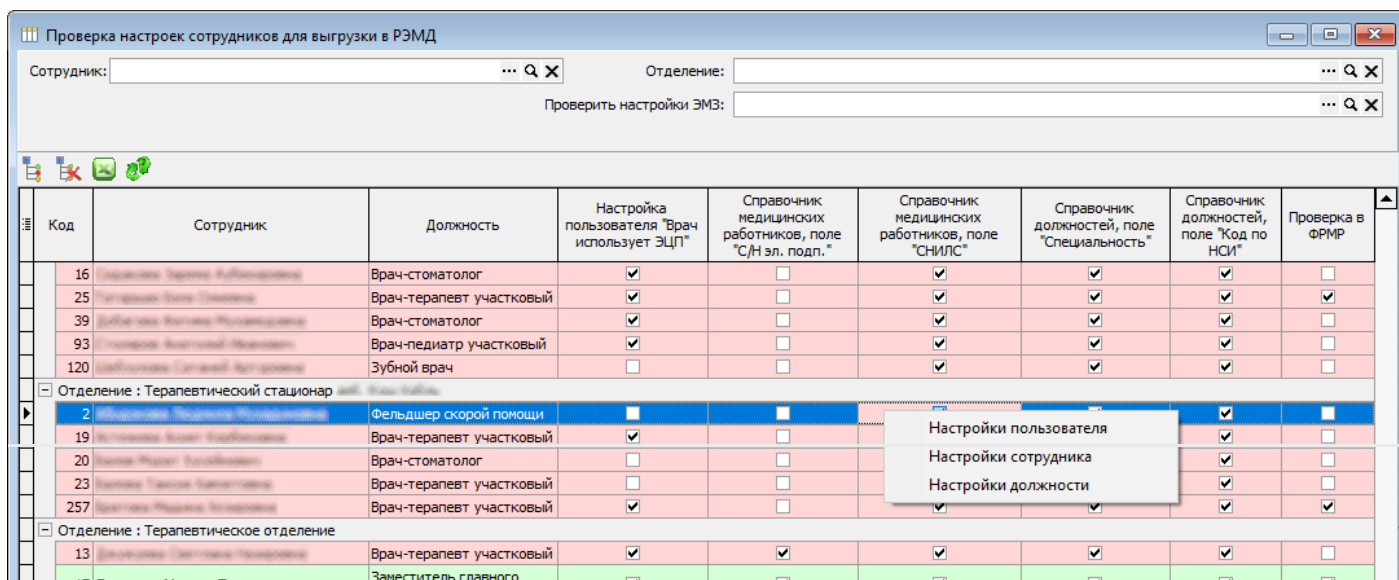 Проверка настроек сотрудников для выгрузки в РЭМД
Сотрудник:
Отделение:
Проверить настройки ЭМЗ:
Код
Сотрудник
Должность
Настройка
пользователя "Врач
использует ЭЦП"
Справочник
медицинских
работников, поле
"С/Н эл. подп."
Справочник
медицинских
работников, поле
"СНИЛС"
Справочник
должностей, поле
"Специальность"
Справочник
должностей,
поле "Код по
НСИ"
Проверка в
ФРМР
16 Врач-стоматолог
25 Врач-терапевт участковый
39 Врач-стоматолог
93 Врач-педиатр участковый
120 Зубной врач
Отделение : Терапевтический стационар
2 Фельдшер скорой помощи
19 Врач-терапевт участковый
20 Врач-стоматолог
23 Врач-терапевт участковый
257 Врач-терапевт участковый
Настройки пользователя
Настройки сотрудника
Настройки должности
Отделение : Терапевтическое отделение
13 Врач-терапевт участковый
Заместитель главного